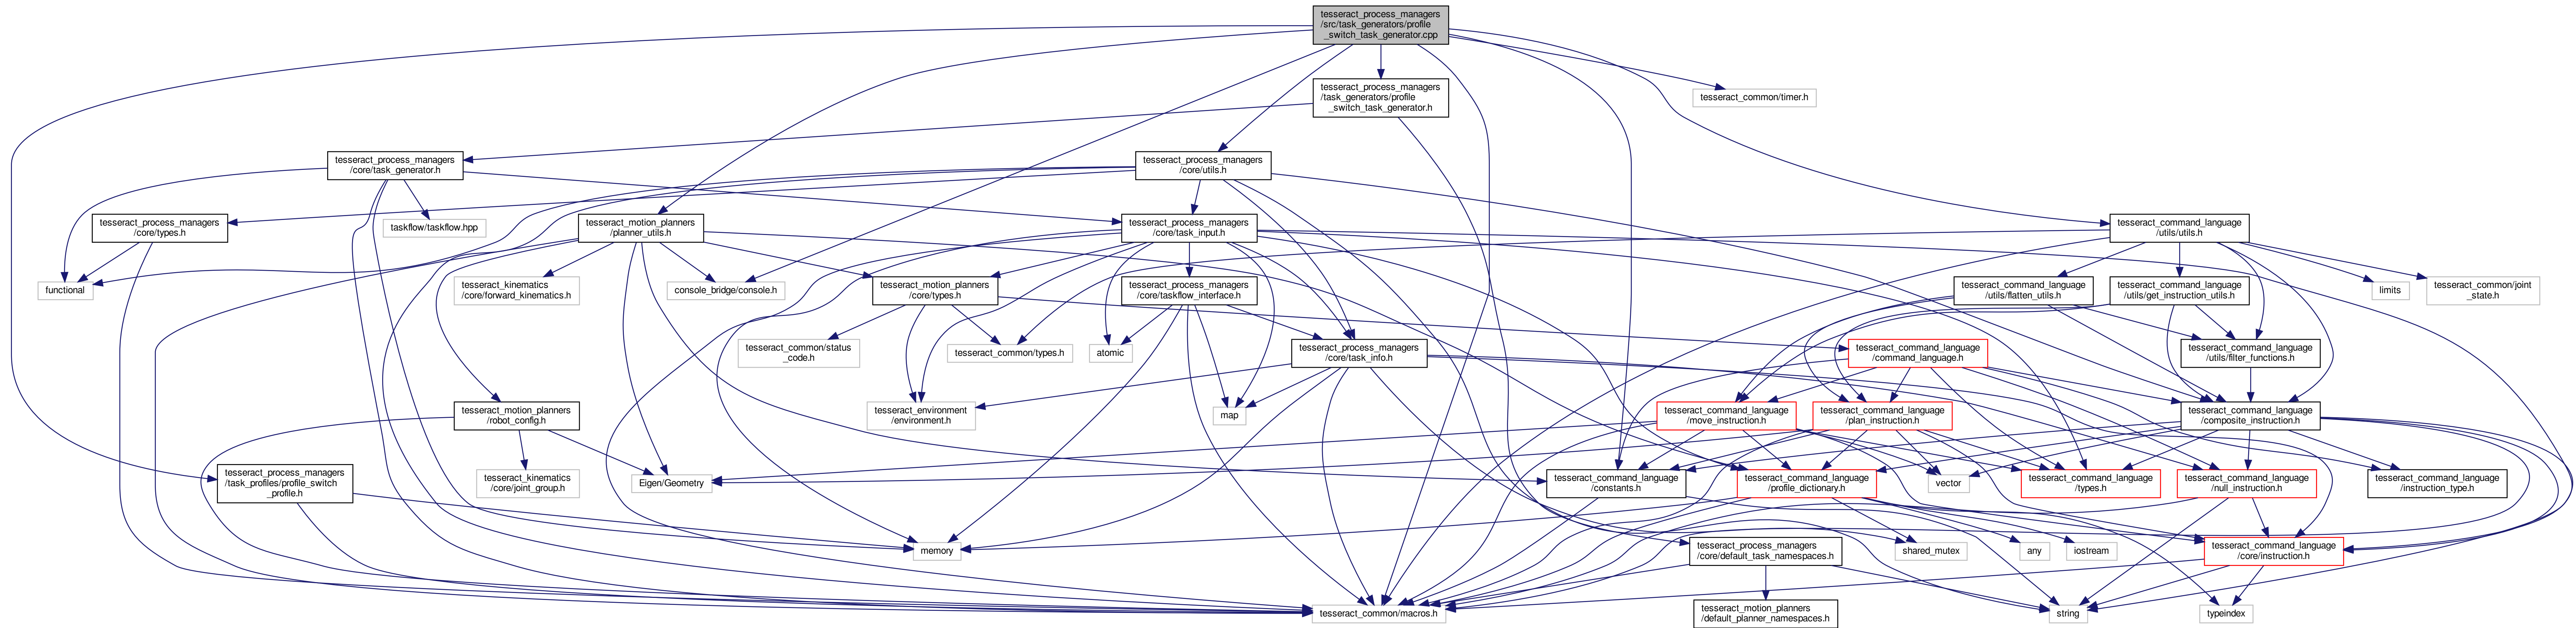 tesseract_process_managers
/src/task_generators/profile
_switch_task_generator.cpp
tesseract_process_managers
/task_generators/profile
_switch_task_generator.h
tesseract_common/timer.h
tesseract_process_managers
/core/task_generator.h
tesseract_process_managers
/core/utils.h
tesseract_process_managers
/core/types.h
taskflow/taskflow.hpp
tesseract_motion_planners
/planner_utils.h
tesseract_process_managers
/core/task_input.h
tesseract_command_language
/utils/utils.h
functional
tesseract_kinematics
/core/forward_kinematics.h
console_bridge/console.h
tesseract_motion_planners
/core/types.h
tesseract_process_managers
/core/taskflow_interface.h
tesseract_command_language
/utils/flatten_utils.h
tesseract_command_language
/utils/get_instruction_utils.h
limits
tesseract_common/joint
_state.h
tesseract_common/status
_code.h
tesseract_common/types.h
atomic
tesseract_process_managers
/core/task_info.h
tesseract_command_language
/command_language.h
tesseract_command_language
/utils/filter_functions.h
tesseract_motion_planners
/robot_config.h
tesseract_environment
/environment.h
map
tesseract_command_language
/move_instruction.h
tesseract_command_language
/plan_instruction.h
tesseract_command_language
/composite_instruction.h
tesseract_process_managers
/task_profiles/profile_switch
_profile.h
tesseract_kinematics
/core/joint_group.h
Eigen/Geometry
tesseract_command_language
/constants.h
tesseract_command_language
/profile_dictionary.h
vector
tesseract_command_language
/types.h
tesseract_command_language
/null_instruction.h
tesseract_command_language
/instruction_type.h
memory
tesseract_process_managers
/core/default_task_namespaces.h
shared_mutex
any
iostream
tesseract_command_language
/core/instruction.h
tesseract_common/macros.h
tesseract_motion_planners
/default_planner_namespaces.h
string
typeindex